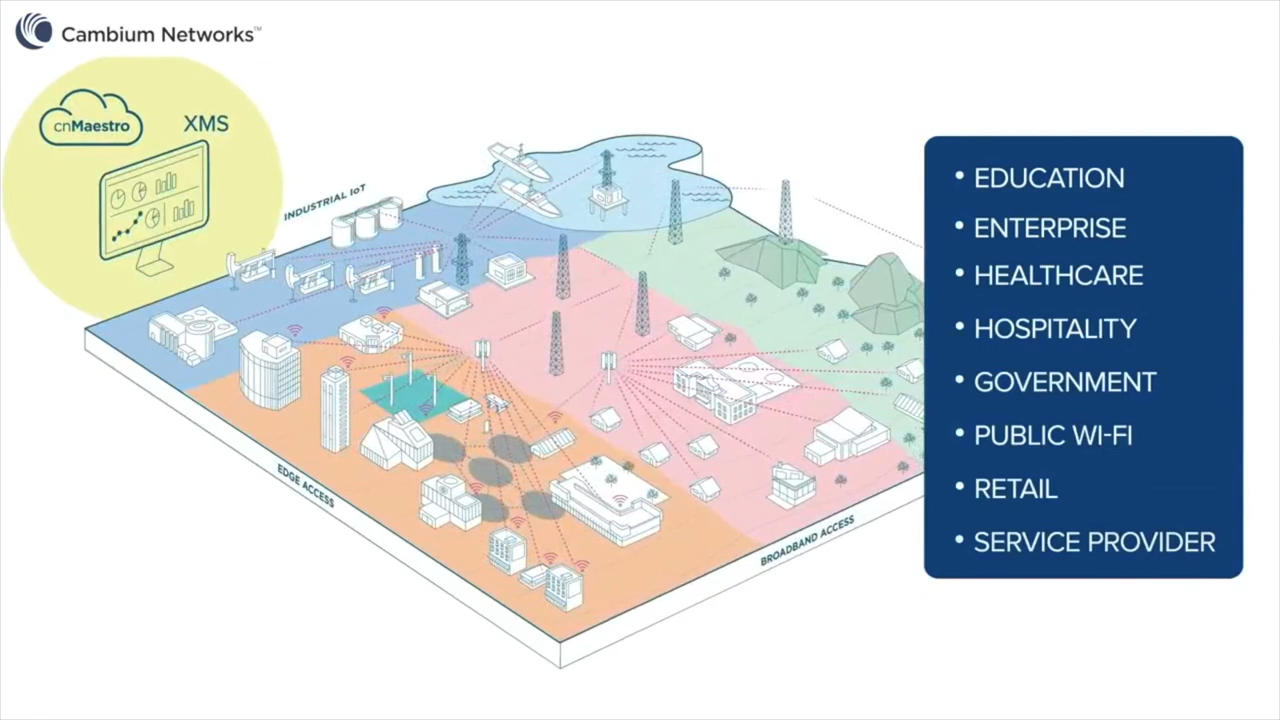 Cambium Networks™
cnMaestro
XMS
INDUSTRIAL IoT
EDGE ACCESS
BROADBAND ACCESS
• EDUCATION
• ENTERPRISE
• HEALTHCARE
• HOSPITALITY
• GOVERNMENT
• PUBLIC WI-FI
• RETAIL
• SERVICE PROVIDER